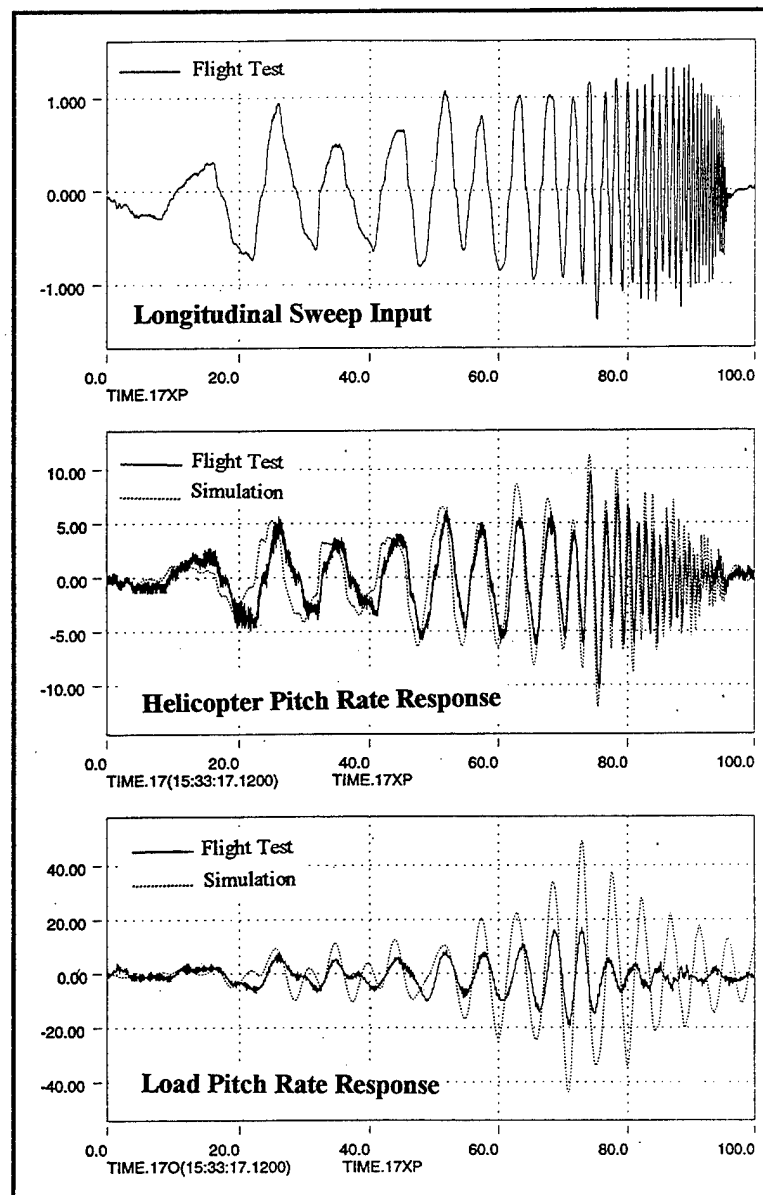 Flight Test
1.000
0.000
-1.000
Longitudinal Sweep Input
0.0 20.0 40.0 60.0 80.0 100.0
TIME.17XP
Flight Test
Simulation
10.00
5.00
0.00
-5.00
-10.00
Helicopter Pitch Rate Response
0.0 20.0 40.0 60.0 80.0 100.0
TIME.17(15:33:17.1200) TIME.17XP
Flight Test
Simulation
40.00
20.00
0.00
-20.00
-40.00
Load Pitch Rate Response
0.0 20.0 40.0 60.0 80.0 100.0
TIME.17O(15:33:17.1200) TIME.17XP